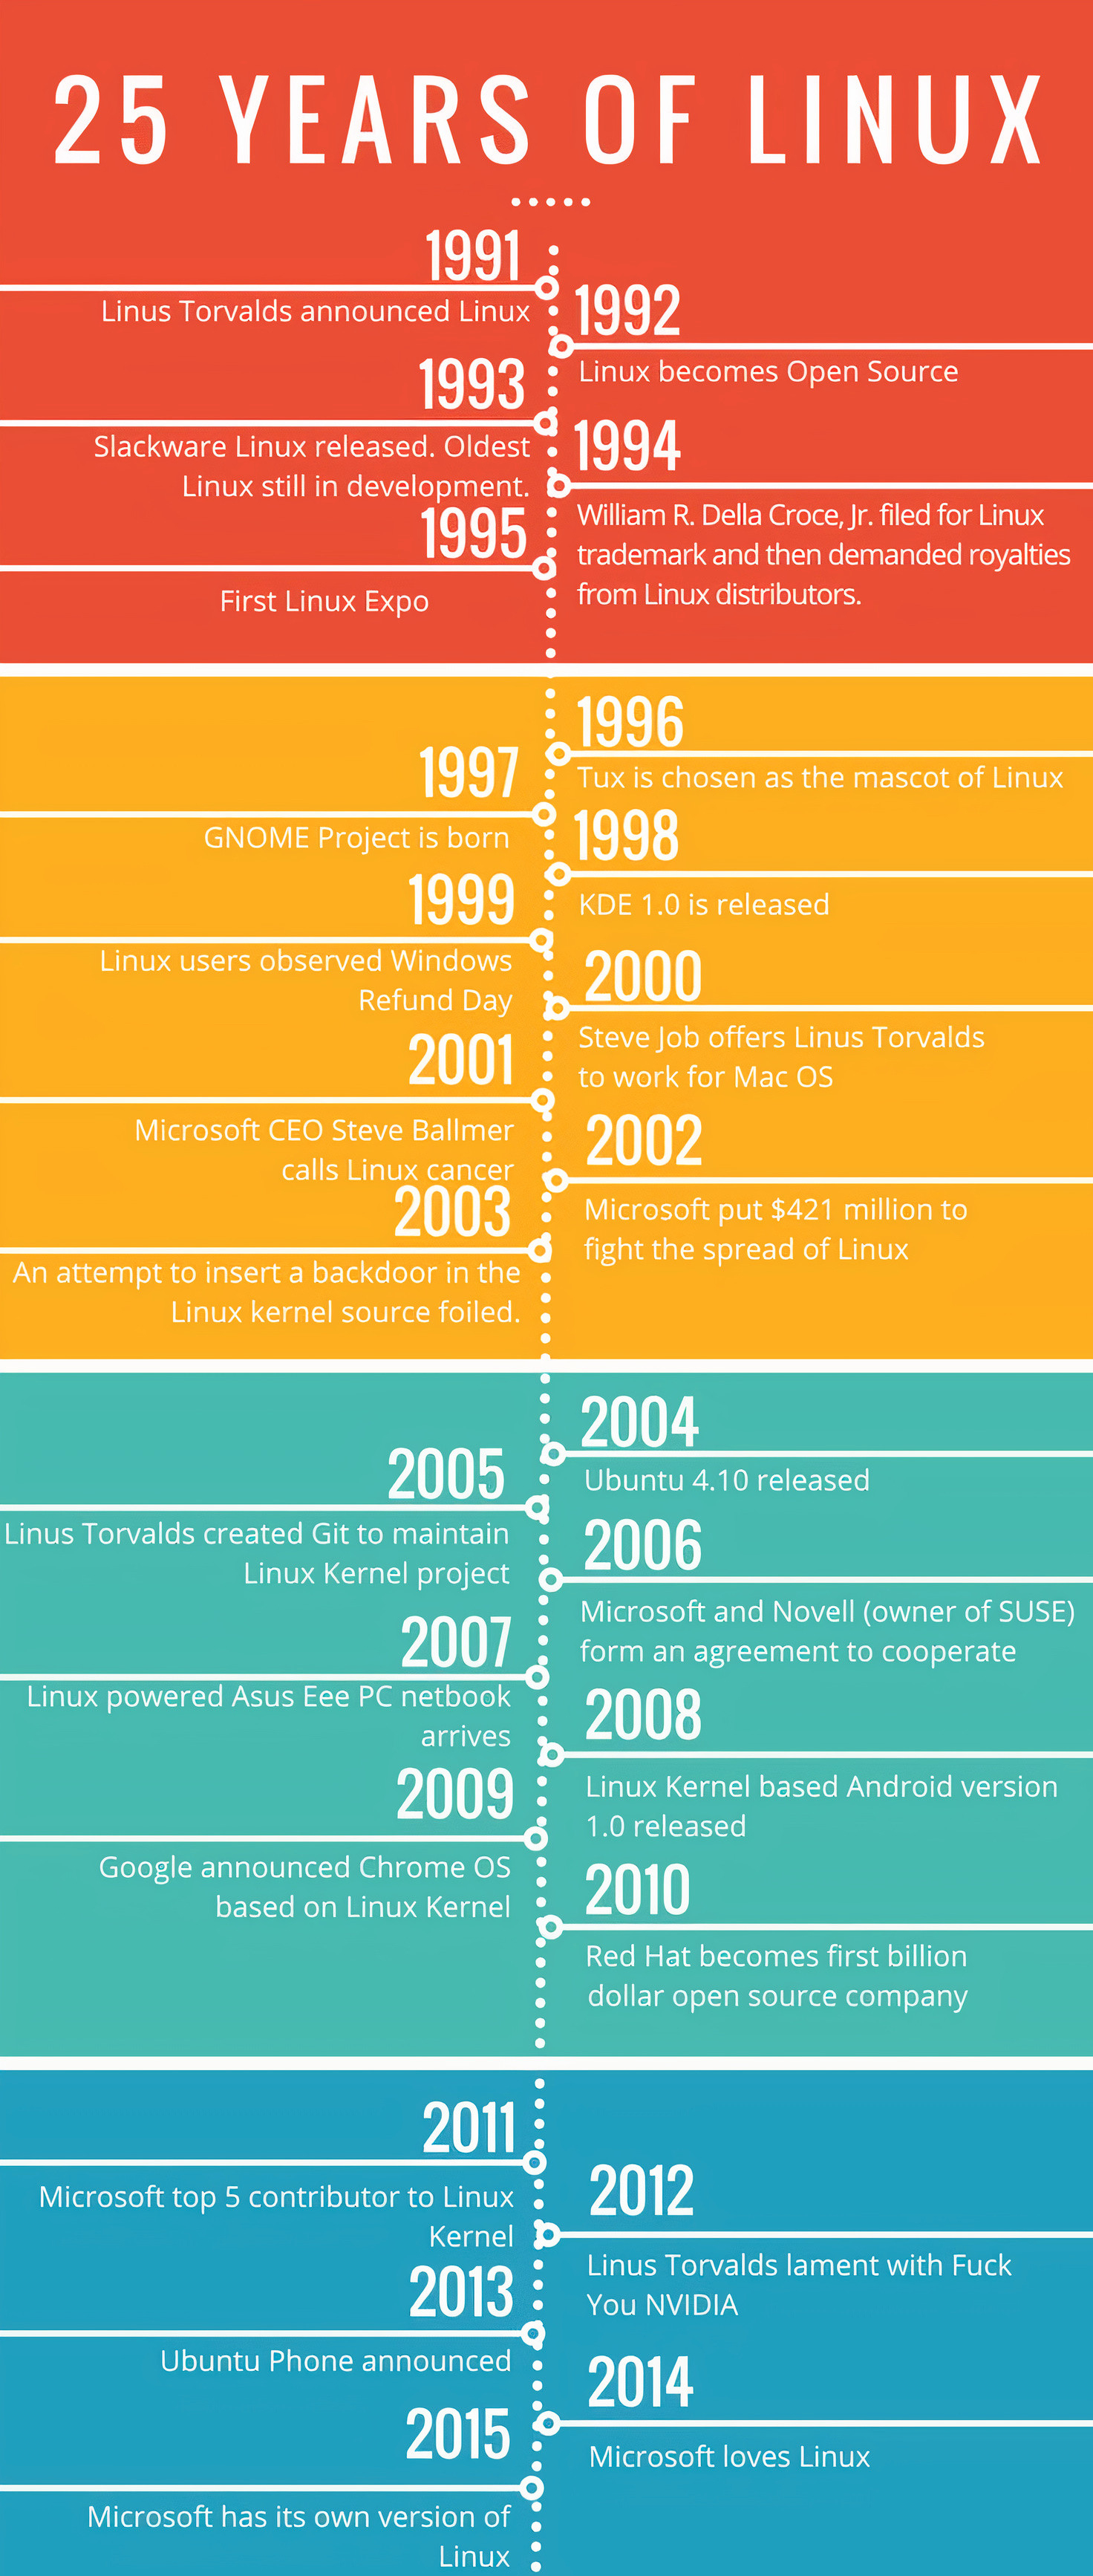 25 YEARS OF LINUX
1991
Linus Torvalds announced Linux
1992
Linux becomes Open Source
1993
Slackware Linux released. Oldest
Linux still in development.
1994
William R. Della Croce, Jr. filed for Linux
trademark and then demanded royalties
from Linux distributors.
1995
First Linux Expo
1996
Tux is chosen as the mascot of Linux
1997
GNOME Project is born
1998
KDE 1.0 is released
1999
Linux users observed Windows
Refund Day
2000
Steve Job offers Linus Torvalds
to work for Mac OS
2001
Microsoft CEO Steve Ballmer
calls Linux cancer
2002
Microsoft put $421 million to
fight the spread of Linux
2003
An attempt to insert a backdoor in the
Linux kernel source foiled.
2004
Ubuntu 4.10 released
2005
Linus Torvalds created Git to maintain
Linux Kernel project
2006
Microsoft and Novell (owner of SUSE)
form an agreement to cooperate
2007
Linux powered Asus Eee PC netbook
arrives
2008
Linux Kernel based Android version
1.0 released
2009
Google announced Chrome OS
based on Linux Kernel
2010
Red Hat becomes first billion
dollar open source company
2011
Microsoft top 5 contributor to Linux
Kernel
2012
Linus Torvalds lament with Fuck
You NVIDIA
2013
Ubuntu Phone announced
2014
Microsoft loves Linux
2015
Microsoft has its own version of
Linux